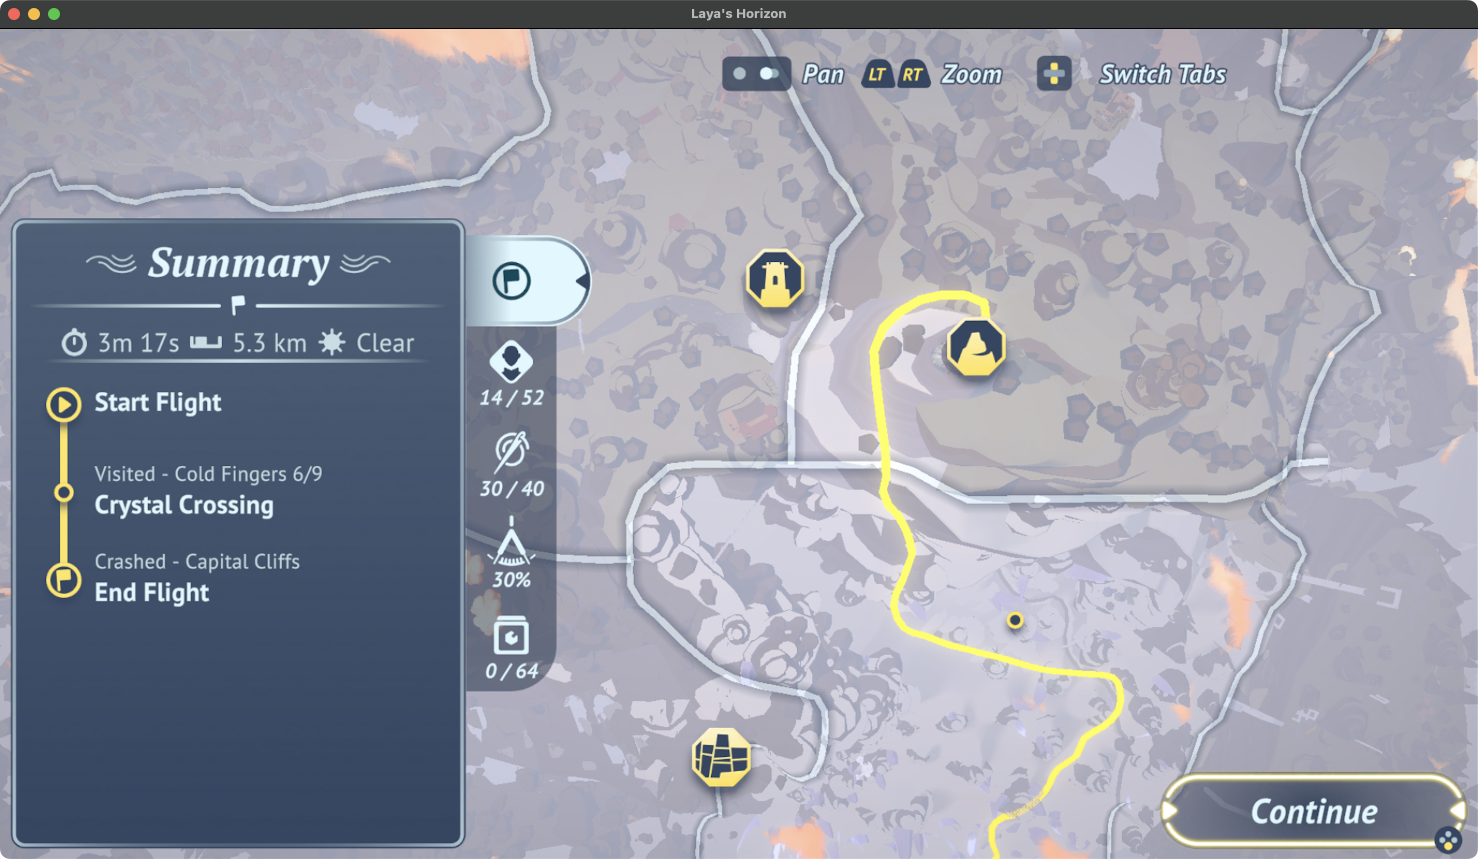 Laya's Horizon
Pan LT RT Zoom Switch Tabs
Summary
3m 17s 5.3 km Clear
Start Flight
Visited - Cold Fingers 6/9
Crystal Crossing
Crashed - Capital Cliffs
End Flight
14 / 52
30 / 40
30%
0 / 64
Continue